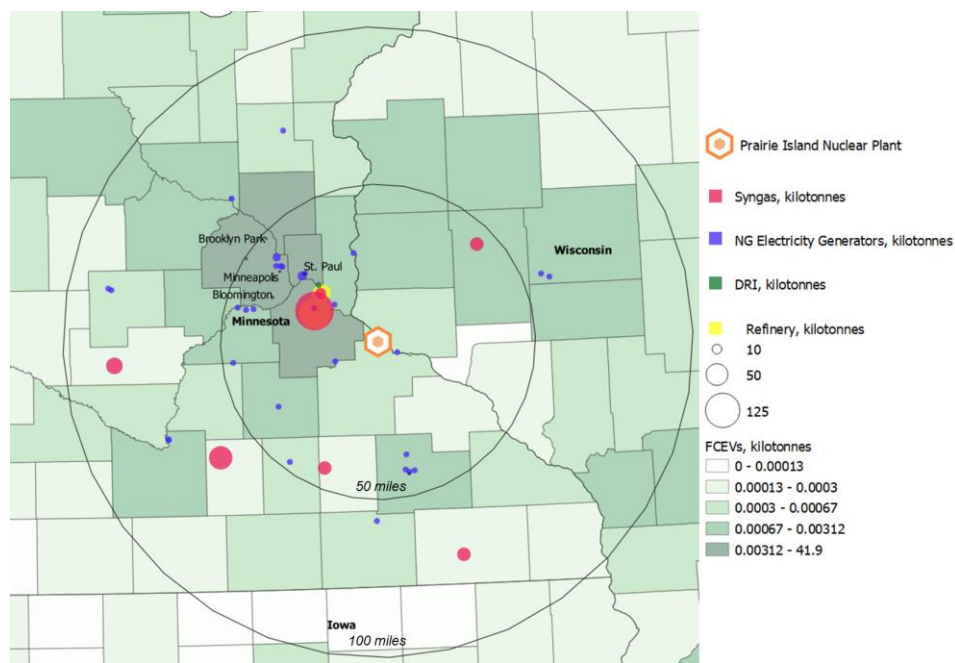 Brooklyn Park
St. Paul
Minneapolis
Bloomington
Minnesota
Wisconsin
50 miles
Iowa
100 miles
Prairie Island Nuclear Plant
Syngas, kilotonnes
NG Electricity Generators, kilotonnes
DRI, kilotonnes
Refinery, kilotonnes
10
50
125
FCEVs, kilotonnes
0 - 0.00013
0.00013 - 0.0003
0.0003 - 0.00067
0.00067 - 0.00312
0.00312 - 41.9